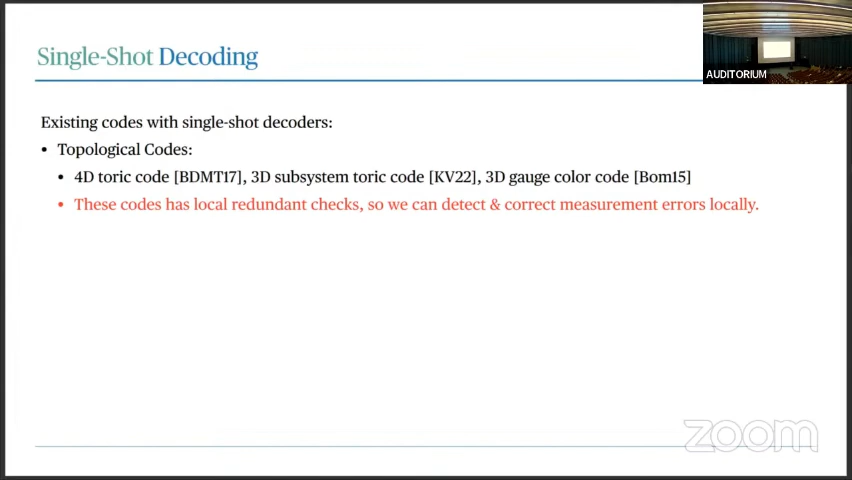 Single-Shot Decoding
AUDITORIUM
Existing codes with single-shot decoders:
• Topological Codes:
• 4D toric code [BDMT17], 3D subsystem toric code [KV22], 3D gauge color code [Bom15]
• These codes has local redundant checks, so we can detect & correct measurement errors locally.
zoom